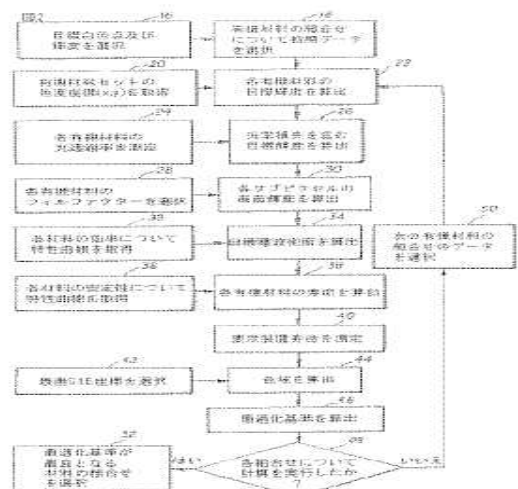 図2
16
目標白色点及び
輝度を選択
18
有機材料の組合せ
について初期データ
を選択
20
有機材料セットの
色度座標(x,y)を取得
22
各有機材料の
目標輝度を算出
24
各有機材料の
光透過率を測定
26
光学損失を含む
目標輝度を算出
28
各有機材料の
フィルファクターを選択
30
各サブピクセルの
表面輝度を算出
32
各材料の効率について
特性曲線を取得
34
目標電流密度を算出
36
各材料の安定性について
特性曲線を取得
38
各有機材料の寿命を算出
40
表示装置寿命を測定
42
最適CIE座標を選択
44
色域を算出
46
最適化基準を算出
48
各組合せについて
計算を実行したか
?
はい
いいえ
50
次の有機材料の
組合せのデータ
を選択
52
最適化基準が
最良となる
材料の組合せ
を選択